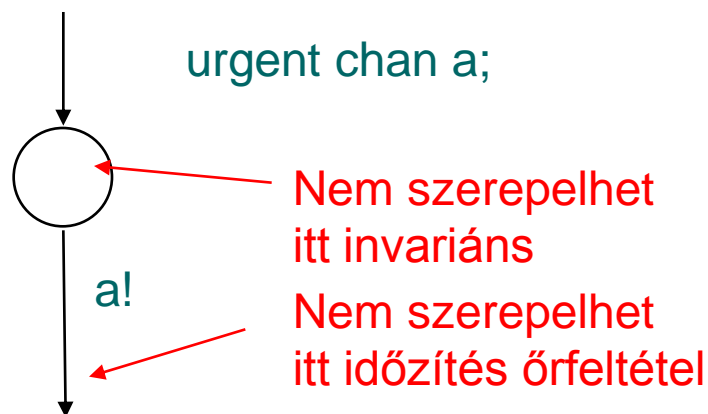 urgent chan a;
Nem szerepelhet
itt invariáns
a!
Nem szerepelhet
itt időzítés őrfeltétel